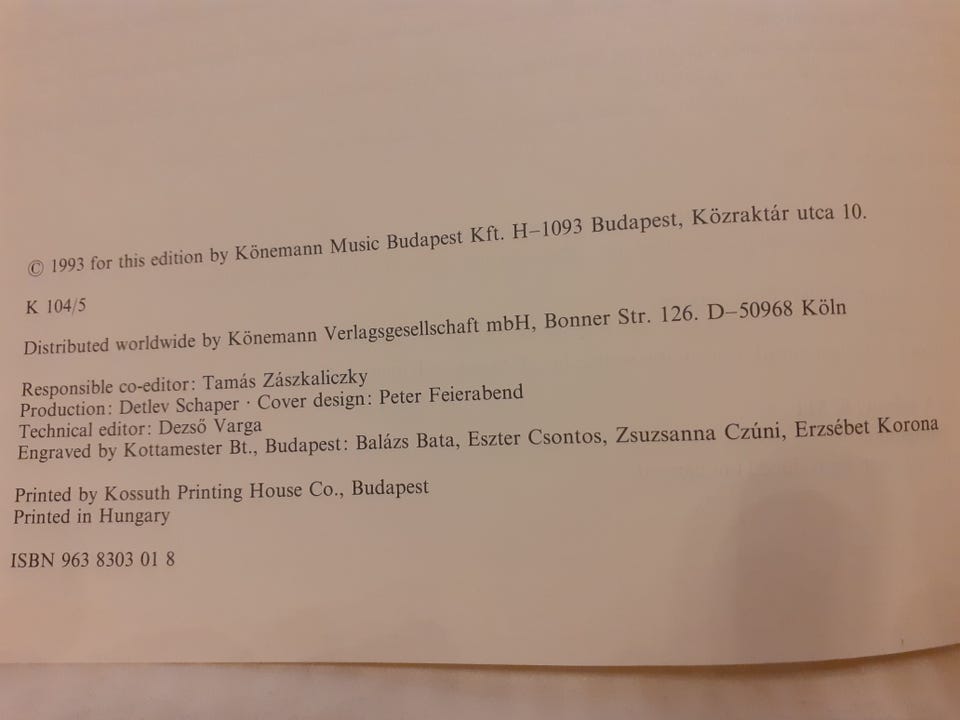 © 1993 for this edition by Könemann Music Budapest Kft. H–1093 Budapest, Közraktár utca 10.
K 104/5
Distributed worldwide by Könemann Verlagsgesellschaft mbH, Bonner Str. 126. D–50968 Köln
Responsible co-editor: Tamás Zászkaliczky
Production: Detlev Schaper · Cover design: Peter Feierabend
Technical editor: Dezső Varga
Engraved by Kottamester Bt., Budapest: Balázs Bata, Eszter Csontos, Zsuzsanna Czúni, Erzsébet Korona
Printed by Kossuth Printing House Co., Budapest
Printed in Hungary
ISBN 963 8303 01 8